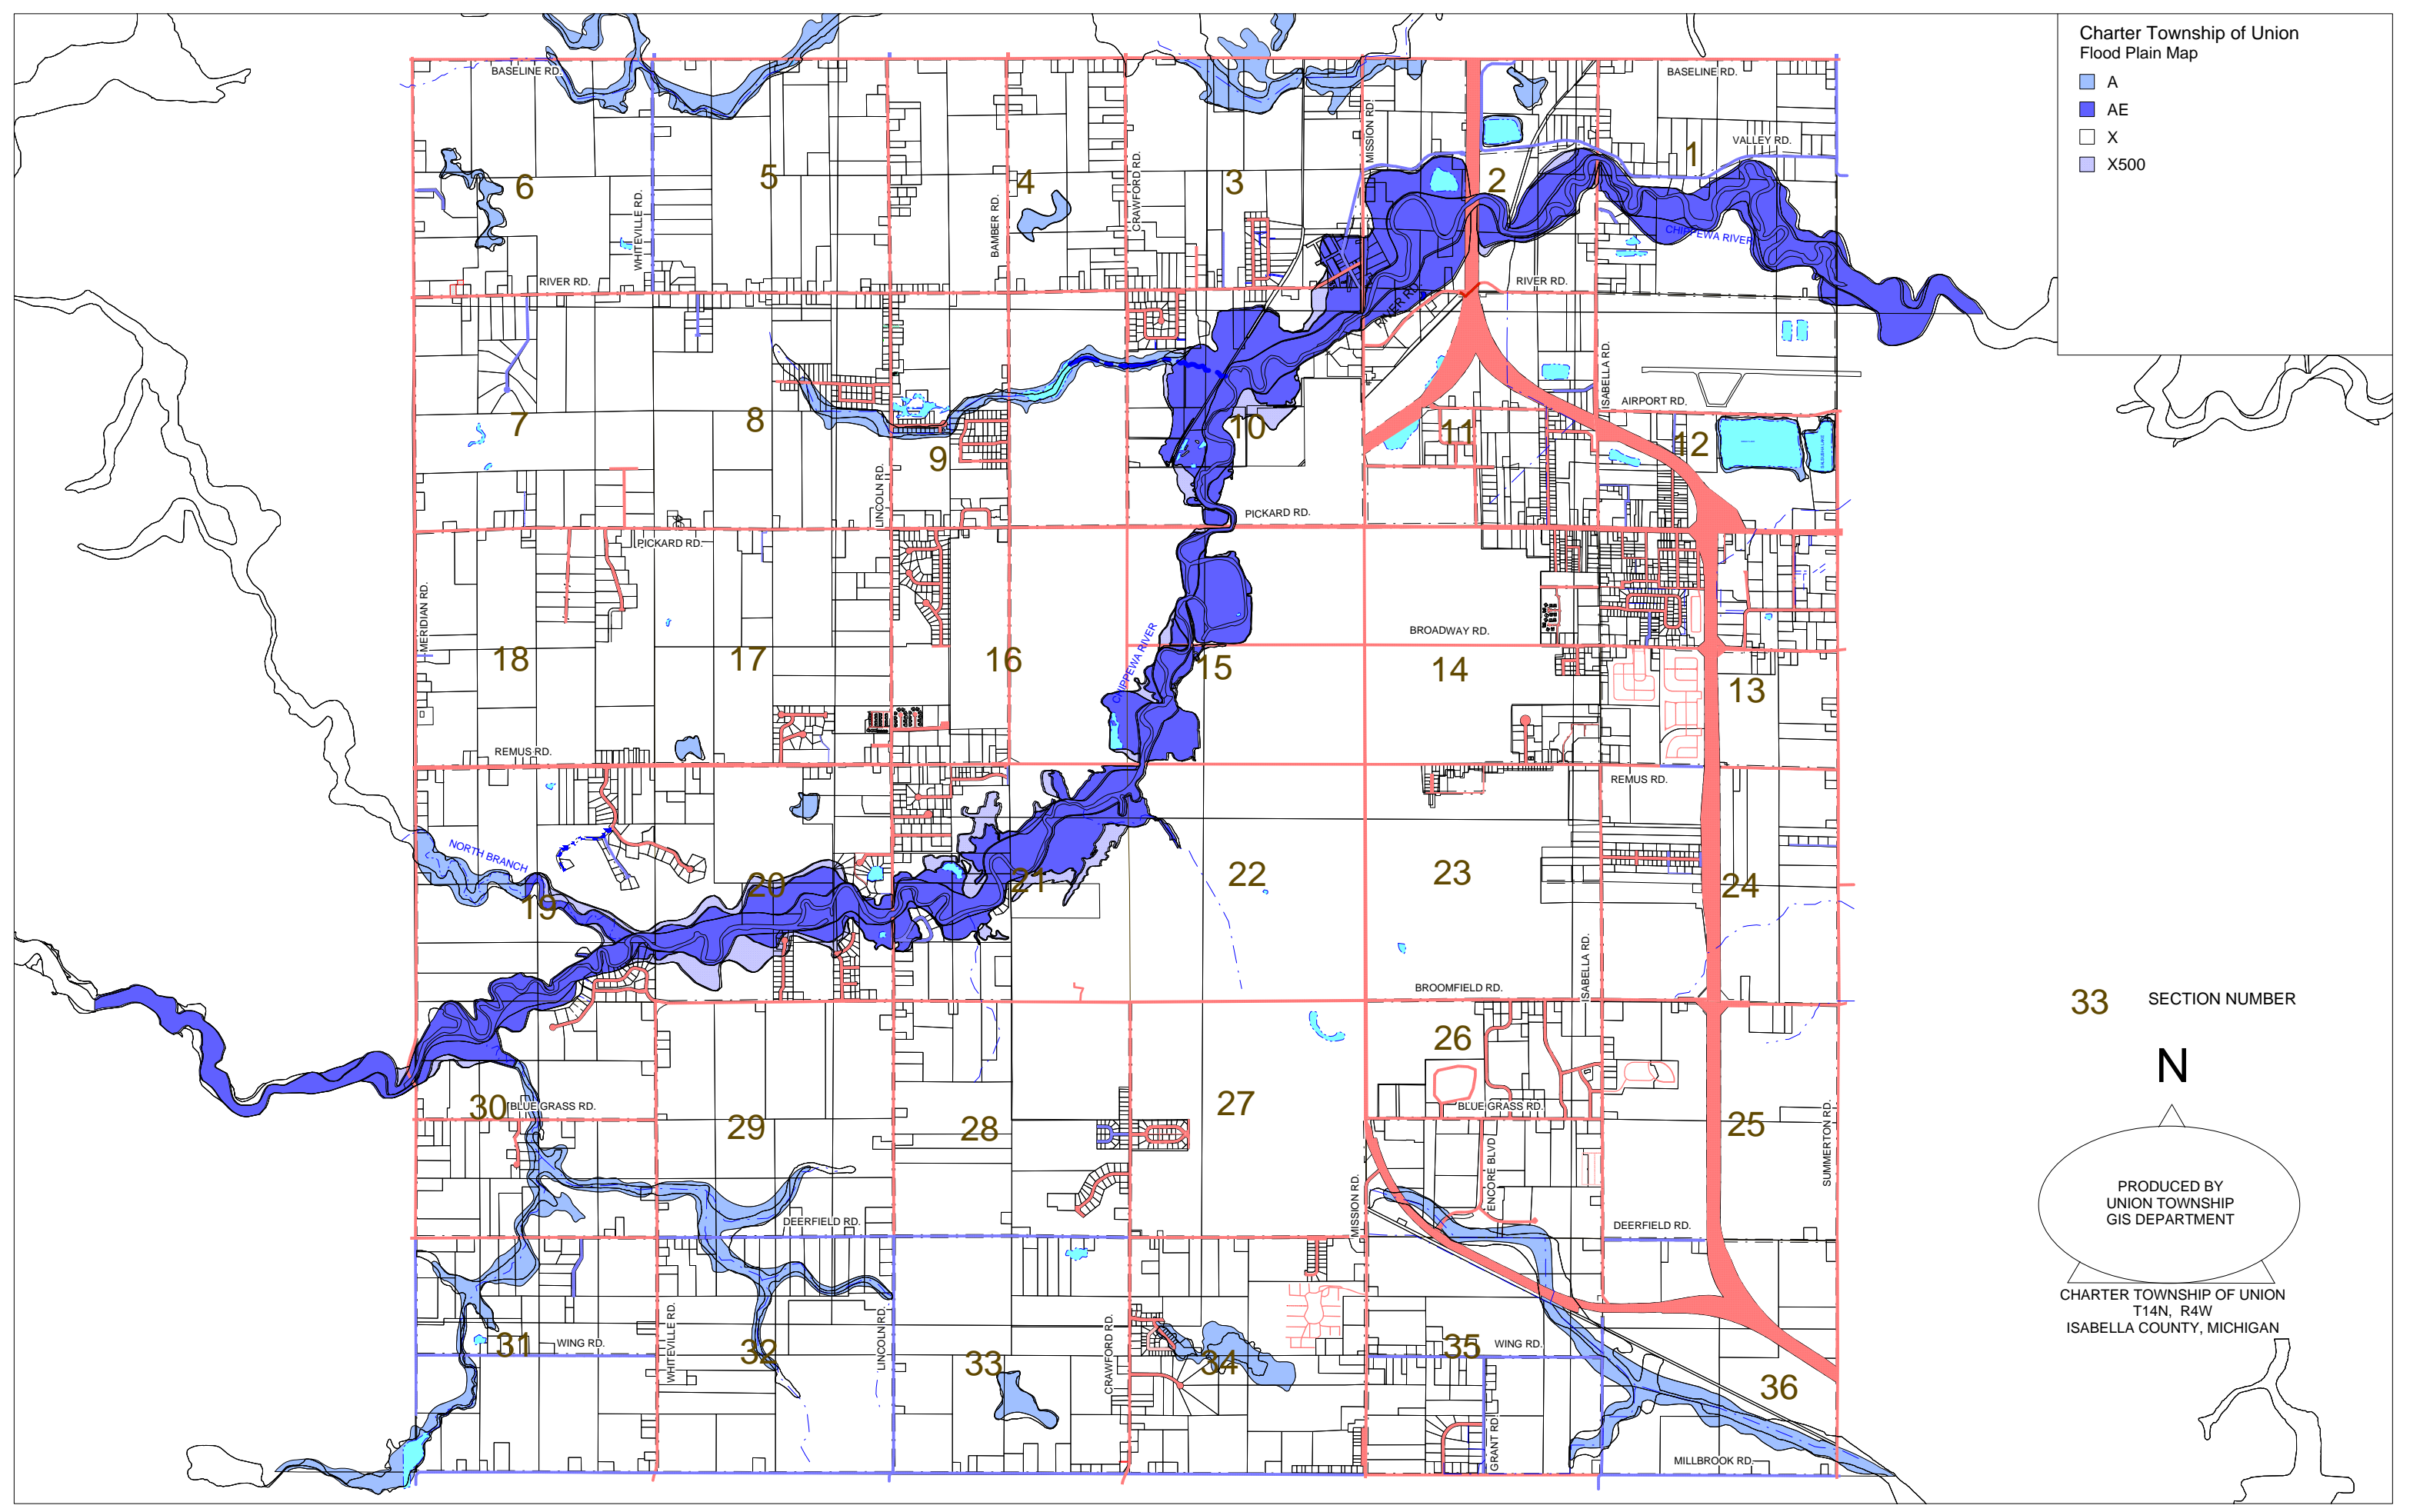 Charter Township of Union
Flood Plain Map
A
AE
X
X500
BASELINE RD.
BASELINE RD.
MISSION RD.
VALLEY RD.
1
CRAWFORD RD.
6
5
4
3
2
WHITEVILLE RD.
BAMBER RD.
CHIPPEWA RIVER
RIVER RD.
RIVER RD.
RIVER RD.
ISABELLA RD.
AIRPORT RD.
7
8
9
10
11
12
LINCOLN RD.
PICKARD RD.
PICKARD RD.
MERIDIAN RD.
BROADWAY RD.
CHIPPEWA RIVER
18
17
16
15
14
13
REMUS RD.
REMUS RD.
NORTH BRANCH
19
20
21
22
23
24
ISABELLA RD.
BROOMFIELD RD.
33 SECTION NUMBER
N
26
30
BLUE GRASS RD.
29
28
27
BLUE GRASS RD.
25
SUMMERTON RD.
ENCORE BLVD
MISSION RD.
DEERFIELD RD.
DEERFIELD RD.
PRODUCED BY
UNION TOWNSHIP
GIS DEPARTMENT
CHARTER TOWNSHIP OF UNION
T14N, R4W
ISABELLA COUNTY, MICHIGAN
WHITEVILLE RD.
LINCOLN RD.
CRAWFORD RD.
31
WING RD.
32
33
34
35
WING RD.
36
GRANT RD.
MILLBROOK RD.